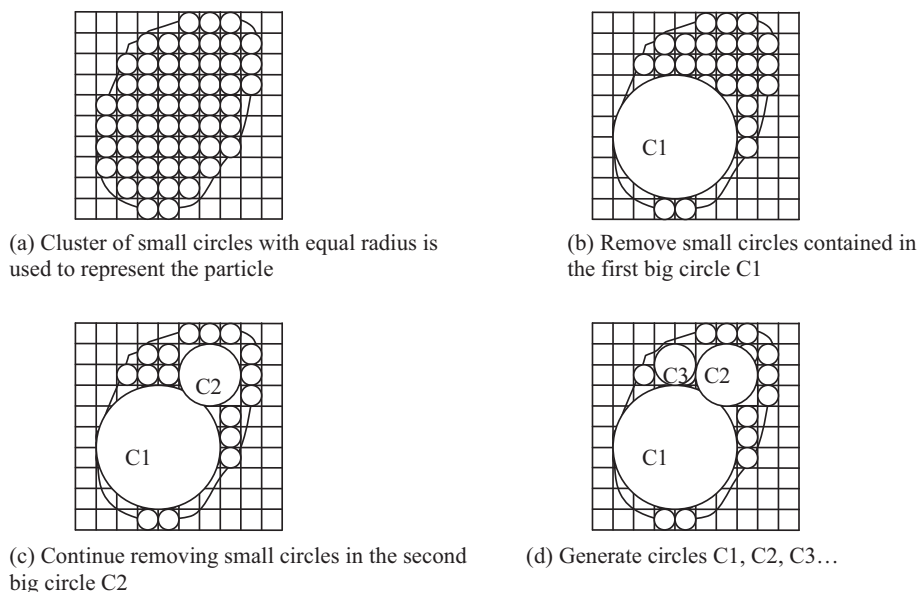 C1
(a) Cluster of small circles with equal radius is
used to represent the particle
(b) Remove small circles contained in
the first big circle C1
C2
C1
C3 C2
C1
(c) Continue removing small circles in the second
big circle C2
(d) Generate circles C1, C2, C3…